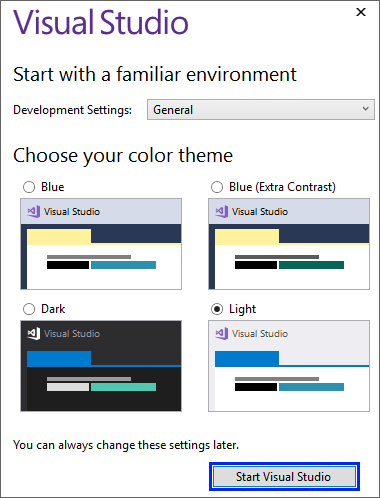 Visual Studio
Start with a familiar environment
Development Settings: General
Choose your color theme
Blue Blue (Extra Contrast)
Visual Studio Visual Studio
Dark Light
Visual Studio Visual Studio
You can always change these settings later.
Start Visual Studio